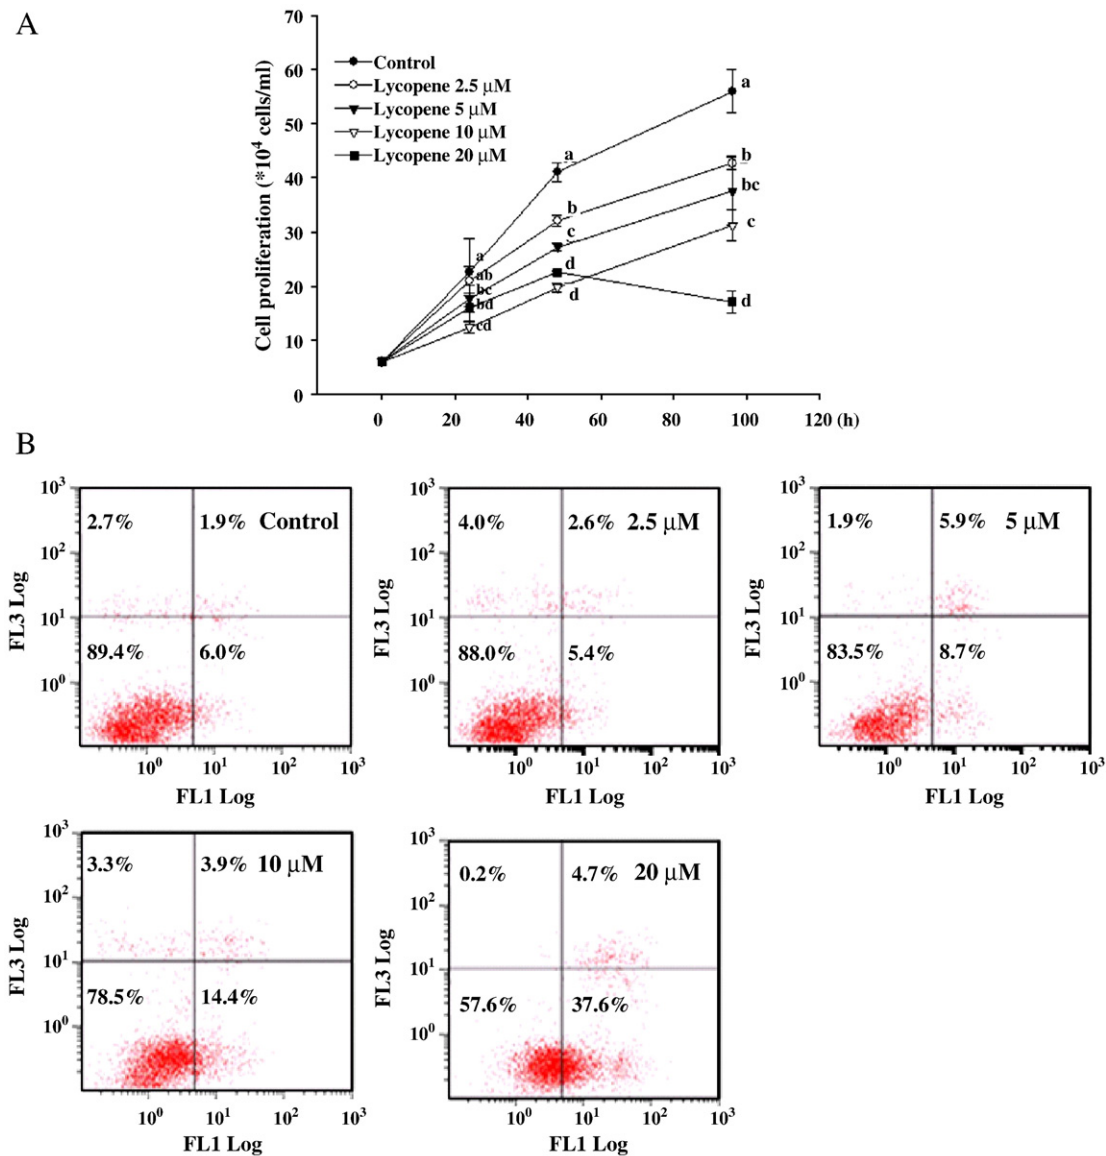 A
70
60
50
40
30
20
10
0
Cell proliferation (*10⁴ cells/ml)
Control
Lycopene 2.5 μM
Lycopene 5 μM
Lycopene 10 μM
Lycopene 20 μM
a
ab
bc
bd
cd
a
b
c
d
d
a
b
bc
c
d
0 20 40 60 80 100 120 (h)
B
10³
10²
10¹
10⁰
FL3 Log
2.7% 1.9% Control
89.4% 6.0%
10⁰ 10¹ 10² 10³
FL1 Log
10³
10²
10¹
10⁰
FL3 Log
4.0% 2.6% 2.5 μM
88.0% 5.4%
10⁰ 10¹ 10² 10³
FL1 Log
10³
10²
10¹
10⁰
FL3 Log
1.9% 5.9% 5 μM
83.5% 8.7%
10⁰ 10¹ 10² 10³
FL1 Log
10³
10²
10¹
10⁰
FL3 Log
3.3% 3.9% 10 μM
78.5% 14.4%
10⁰ 10¹ 10² 10³
FL1 Log
10³
10²
10¹
10⁰
FL3 Log
0.2% 4.7% 20 μM
57.6% 37.6%
10⁰ 10¹ 10² 10³
FL1 Log